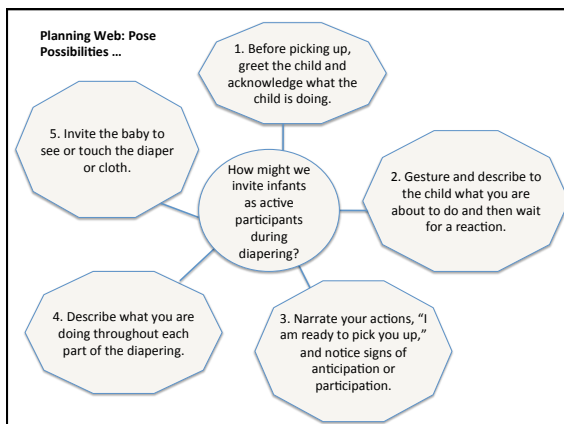 Planning Web: Pose
Possibilities ...
1. Before picking up,
greet the child and
acknowledge what the
child is doing.
5. Invite the baby to
see or touch the diaper
or cloth.
How might we
invite infants
as active
participants
during
diapering?
2. Gesture and describe to
the child what you are
about to do and then wait
for a reaction.
4. Describe what you are
doing throughout each
part of the diapering.
3. Narrate your actions, “I
am ready to pick you up,”
and notice signs of
anticipation or
participation.